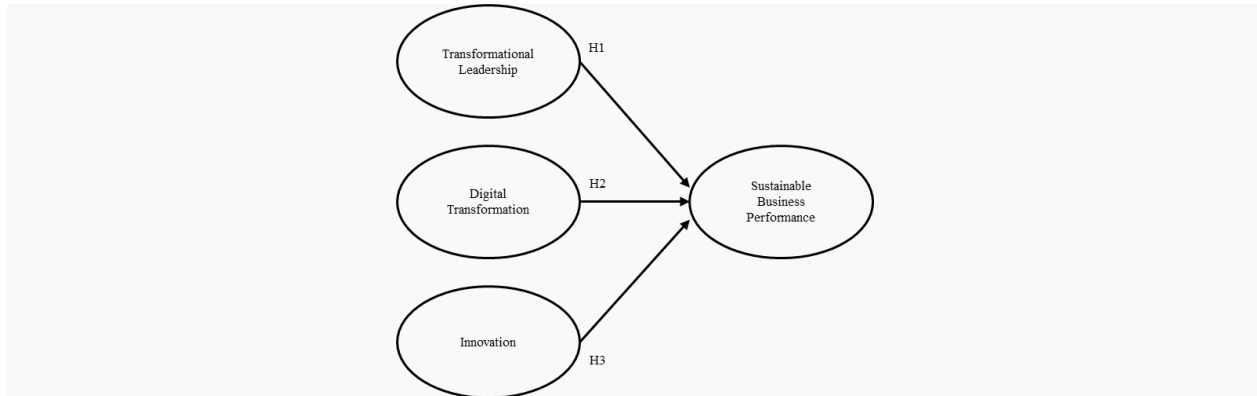 Transformational
Leadership
H1
Digital
Transformation
H2
Sustainable
Business
Performance
Innovation
H3